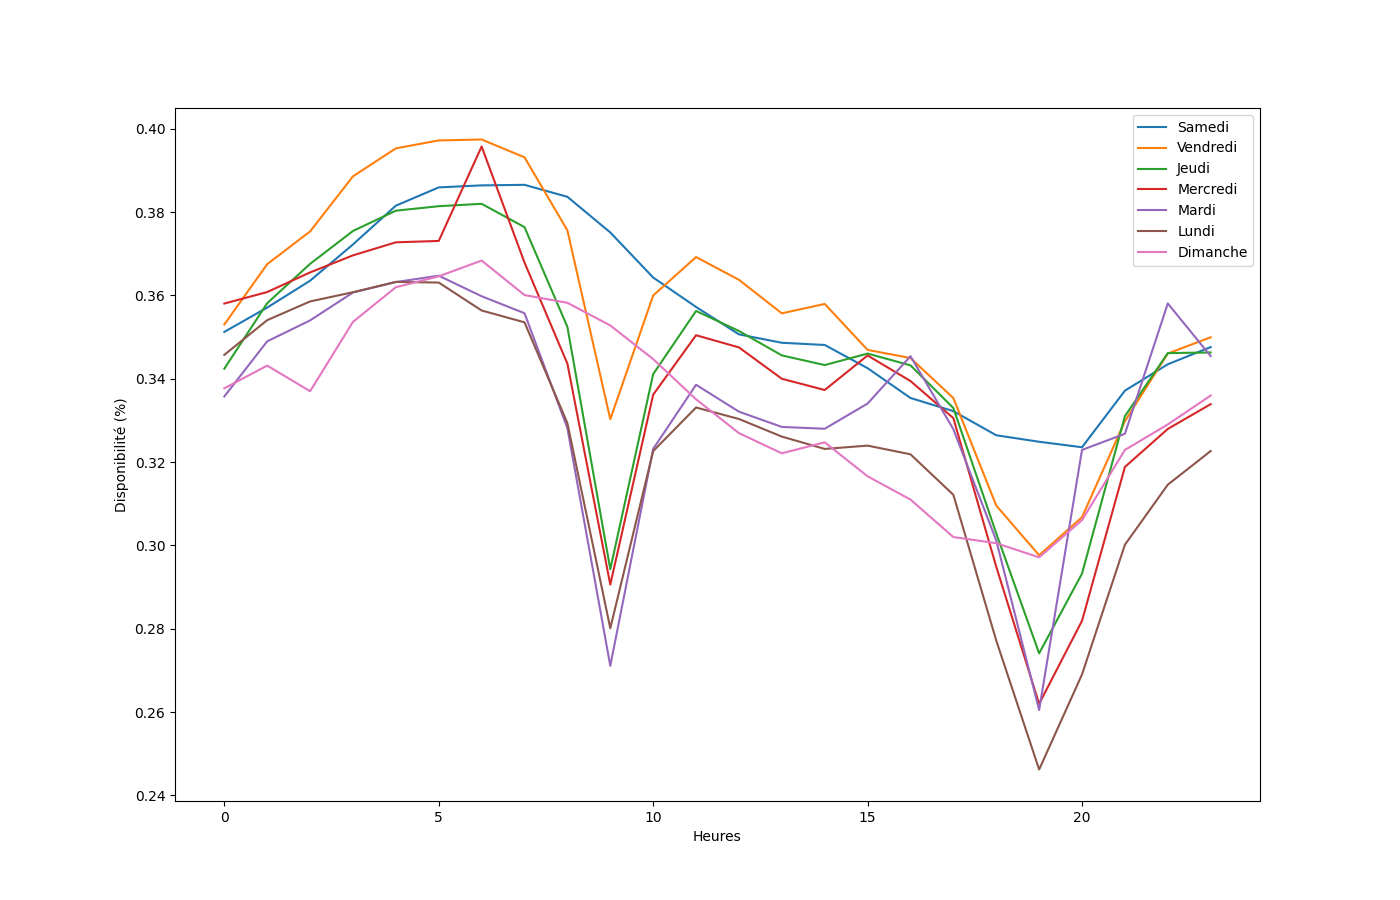 0.40
0.38
0.36
0.34
0.32
0.30
0.28
0.26
0.24
Disponibilité (%)
0 5 10 15 20
Heures
Samedi
Vendredi
Jeudi
Mercredi
Mardi
Lundi
Dimanche